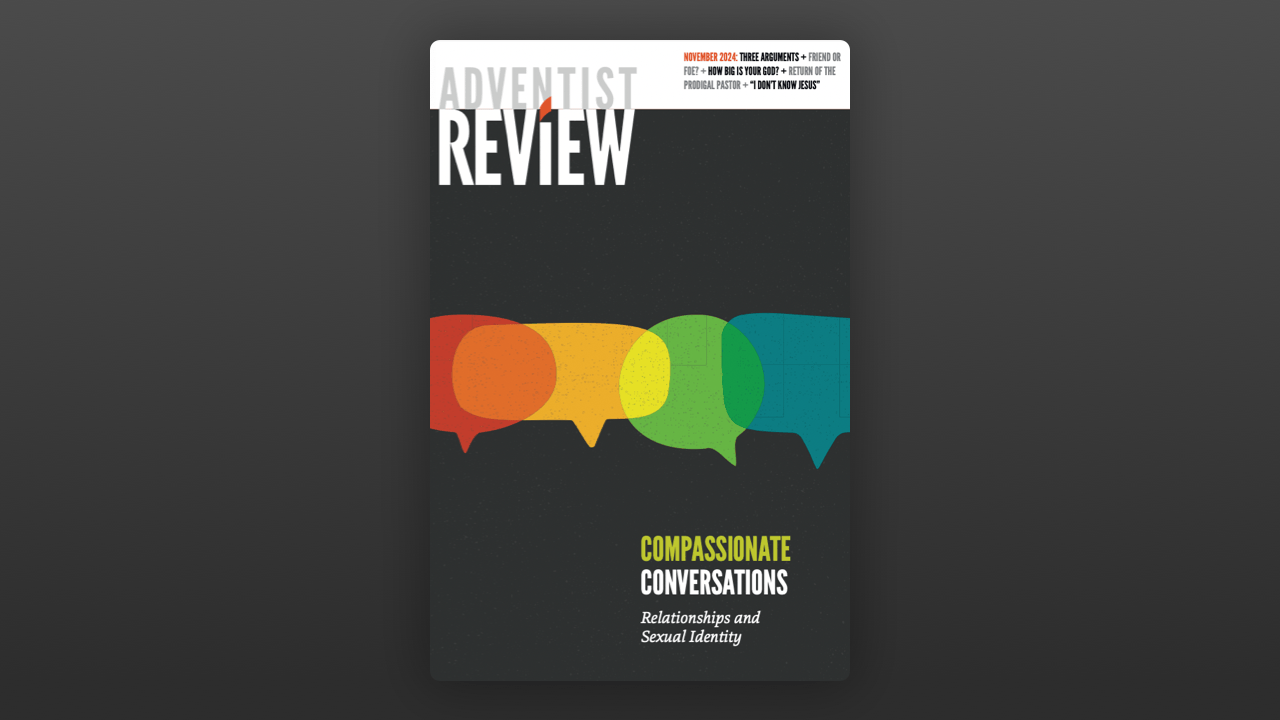 NOVEMBER 2024: THREE ARGUMENTS + FRIEND OR
FOE? + HOW BIG IS YOUR GOD? + RETURN OF THE
PRODIGAL PASTOR + “I DON’T KNOW JESUS”
ADVENTIST
REVIEW
COMPASSIONATE
CONVERSATIONS
Relationships and
Sexual Identity